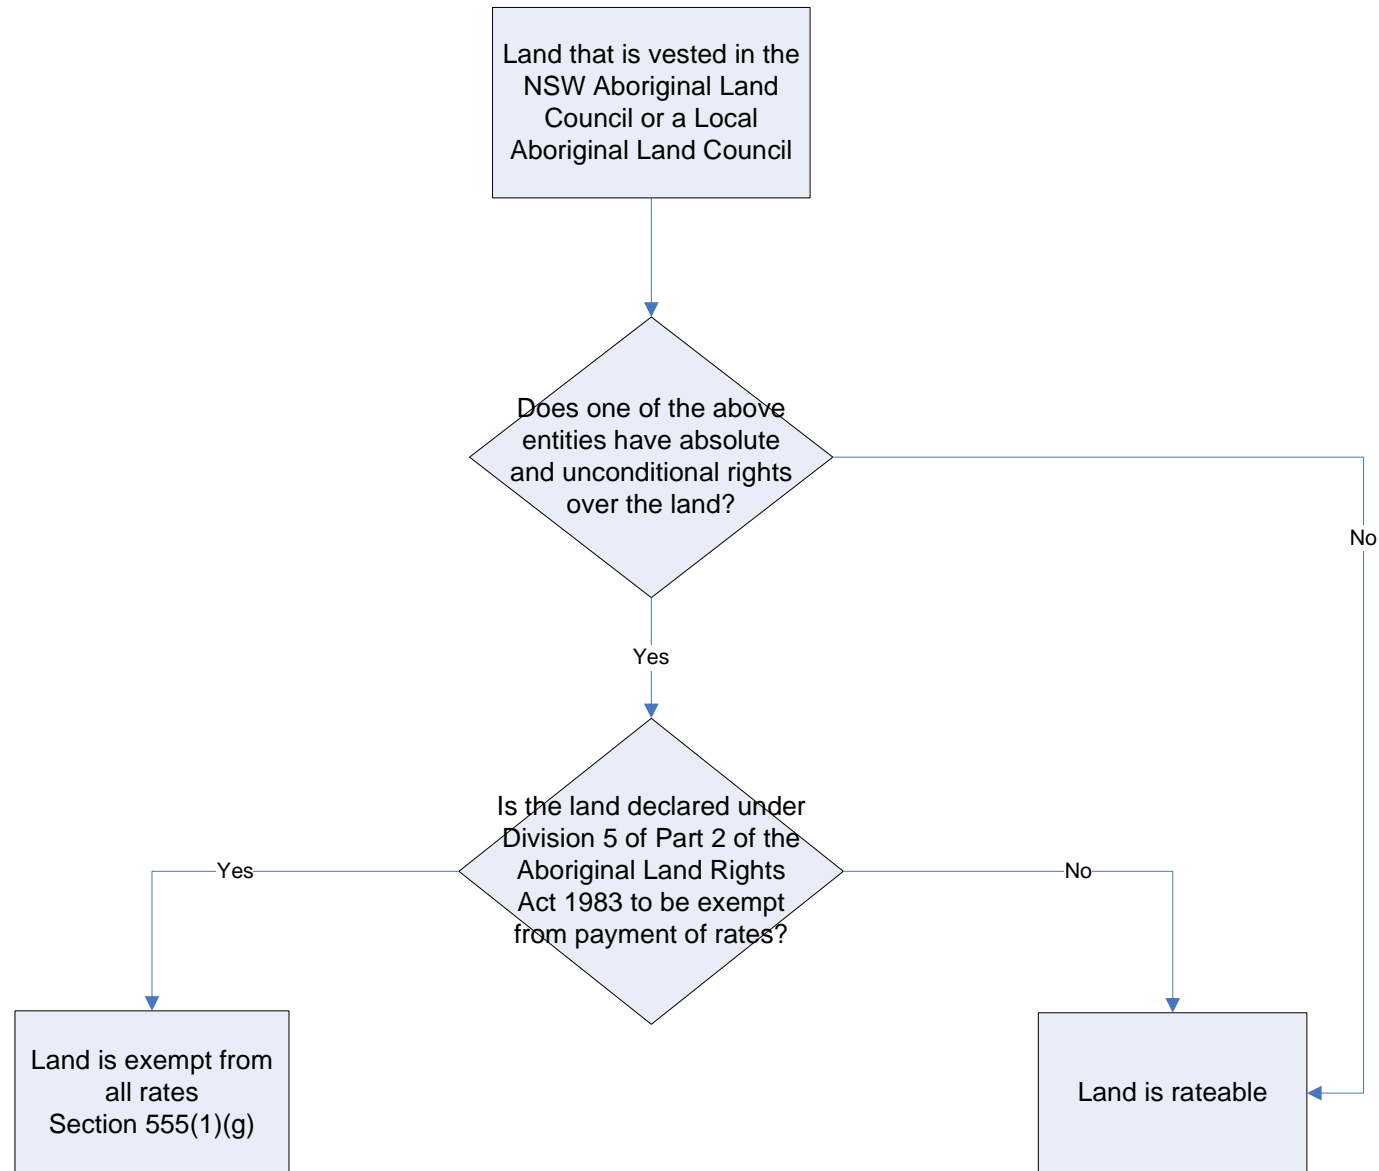 Land that is vested in the
NSW Aboriginal Land
Council or a Local
Aboriginal Land Council
Does one of the above
entities have absolute
and unconditional rights
over the land?
No
Yes
Is the land declared under
Division 5 of Part 2 of the
Aboriginal Land Rights
Act 1983 to be exempt
from payment of rates?
Yes
No
Land is exempt from
all rates
Section 555(1)(g)
Land is rateable